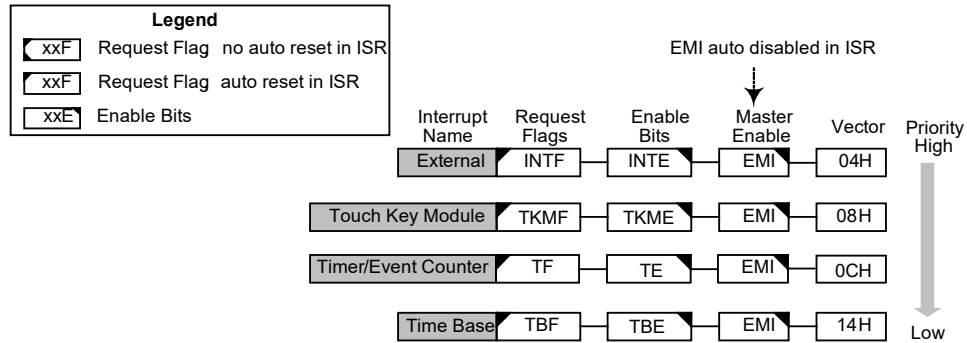 Legend
xxF Request Flag no auto reset in ISR
xxF Request Flag auto reset in ISR
xxE Enable Bits
EMI auto disabled in ISR
Interrupt Name Request Flags Enable Bits Master Enable Vector Priority High
External INTF INTE EMI 04H
Touch Key Module TKMF TKME EMI 08H
Timer/Event Counter TF TE EMI 0CH
Time Base TBF TBE EMI 14H
Low